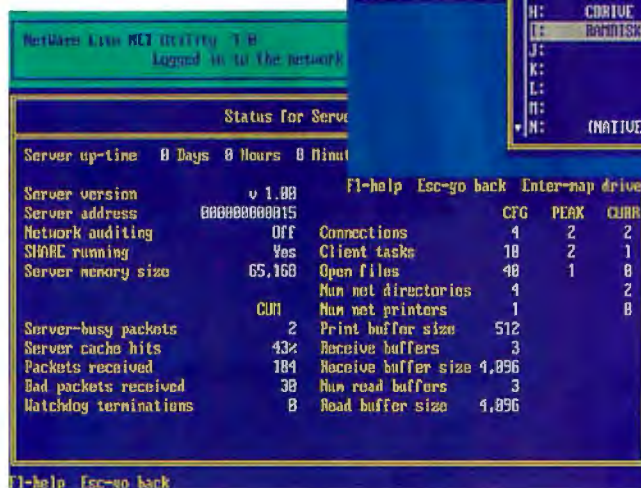 H: CDRIVE
I: RAMDISK
J:
K:
L:
M:
N: (NATIVE
F1-help Esc-go back Enter-map drive
NetWare Lite NET Utility 1.0
Logged in to the network
Status for Serve
Server up-time 0 Days 0 Hours 0 Minut
Server version v 1.00
Server address 000000000015
Network auditing Off
SHARE running Yes
Server memory size 65,168
CUM
Server-busy packets 2
Server cache hits 43%
Packets received 104
Bad packets received 30
Watchdog terminations 0
CFG PEAK CURR
Connections 4 2 2
Client tasks 10 2 1
Open files 40 1 0
Num net directories 4 2
Num net printers 1 0
Print buffer size 512
Receive buffers 3
Receive buffer size 4,096
Num read buffers 3
Read buffer size 4,096
F1-help Esc-go back